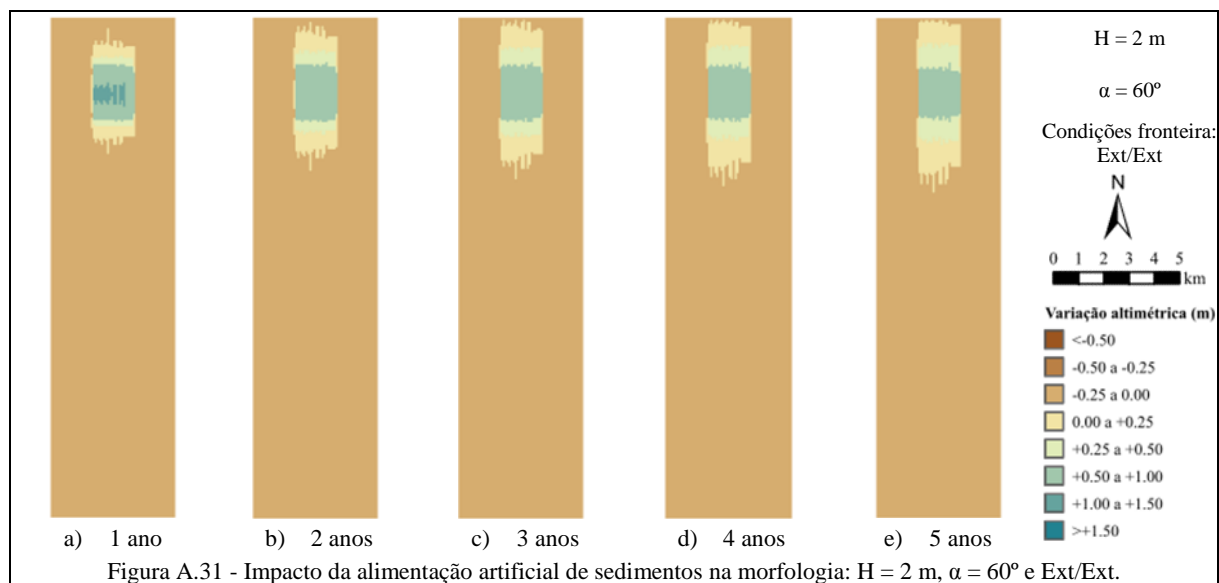 H = 2 m
α = 60º
Condições fronteira:
Ext/Ext
N
0 1 2 3 4 5
km
Variação altimétrica (m)
<-0.50
-0.50 a -0.25
-0.25 a 0.00
0.00 a +0.25
+0.25 a +0.50
+0.50 a +1.00
+1.00 a +1.50
>+1.50
a) 1 ano b) 2 anos c) 3 anos d) 4 anos e) 5 anos
Figura A.31 - Impacto da alimentação artificial de sedimentos na morfologia: H = 2 m, α = 60º e Ext/Ext.